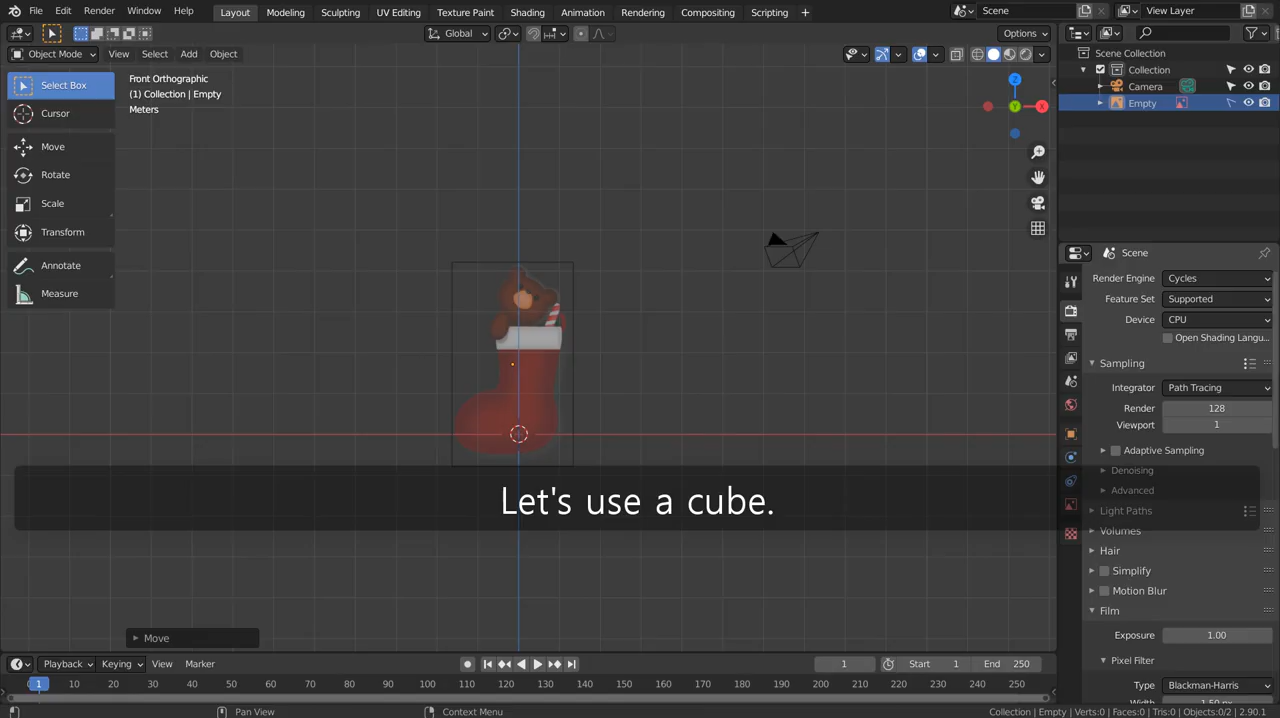 File Edit Render Window Help Layout Modeling Sculpting UV Editing Texture Paint Shading Animation Rendering Compositing Scripting + Scene View Layer
Global Options
Object Mode View Select Add Object
Select Box
Cursor
Move
Rotate
Scale
Transform
Annotate
Measure
Front Orthographic
(1) Collection | Empty
Meters
Z
Y
X
Let's use a cube.
Move
Scene Collection
Collection
Camera
Empty
Scene
Render Engine Cycles
Feature Set Supported
Device CPU
Open Shading Langu...
Sampling
Integrator Path Tracing
Render 128
Viewport 1
Adaptive Sampling
Denoising
Advanced
Light Paths
Volumes
Hair
Simplify
Motion Blur
Film
Exposure 1.00
Pixel Filter
Type Blackman-Harris
Playback Keying View Marker 1 Start 1 End 250
1 10 20 30 40 50 60 70 80 90 100 110 120 130 140 150 160 170 180 190 200 210 220 230 240 250
Pan View Context Menu Collection | Empty | Verts:0 | Faces:0 | Tris:0 | Objects:0/2 | 2.90.1